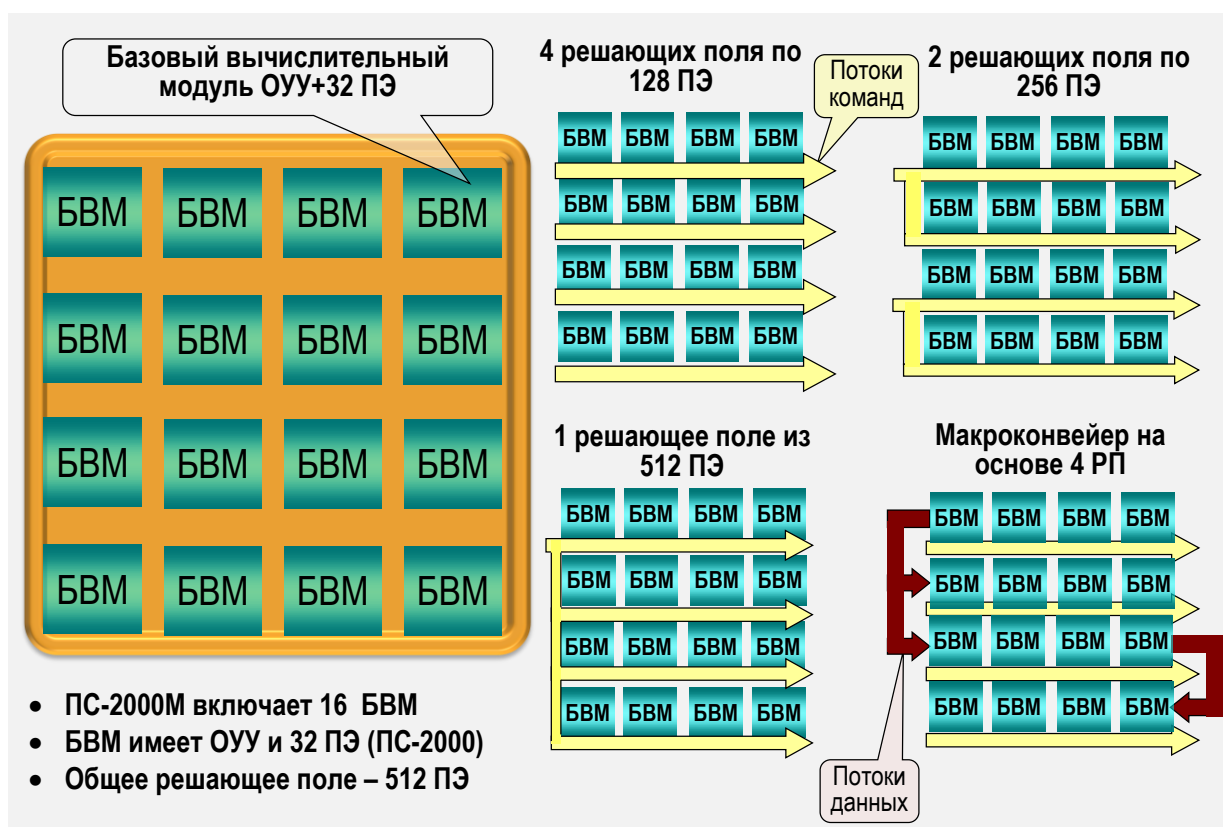 Базовый вычислительный
модуль ОУУ+32 ПЭ
БВМ БВМ БВМ БВМ
БВМ БВМ БВМ БВМ
БВМ БВМ БВМ БВМ
БВМ БВМ БВМ БВМ
• ПС-2000М включает 16 БВМ
• БВМ имеет ОУУ и 32 ПЭ (ПС-2000)
• Общее решающее поле – 512 ПЭ
4 решающих поля по
128 ПЭ
Потоки
команд
БВМ БВМ БВМ БВМ
БВМ БВМ БВМ БВМ
БВМ БВМ БВМ БВМ
БВМ БВМ БВМ БВМ
2 решающих поля по
256 ПЭ
БВМ БВМ БВМ БВМ
БВМ БВМ БВМ БВМ
БВМ БВМ БВМ БВМ
БВМ БВМ БВМ БВМ
1 решающее поле из
512 ПЭ
БВМ БВМ БВМ БВМ
БВМ БВМ БВМ БВМ
БВМ БВМ БВМ БВМ
БВМ БВМ БВМ БВМ
Макроконвейер на
основе 4 РП
БВМ БВМ БВМ БВМ
БВМ БВМ БВМ БВМ
БВМ БВМ БВМ БВМ
БВМ БВМ БВМ БВМ
Потоки
данных